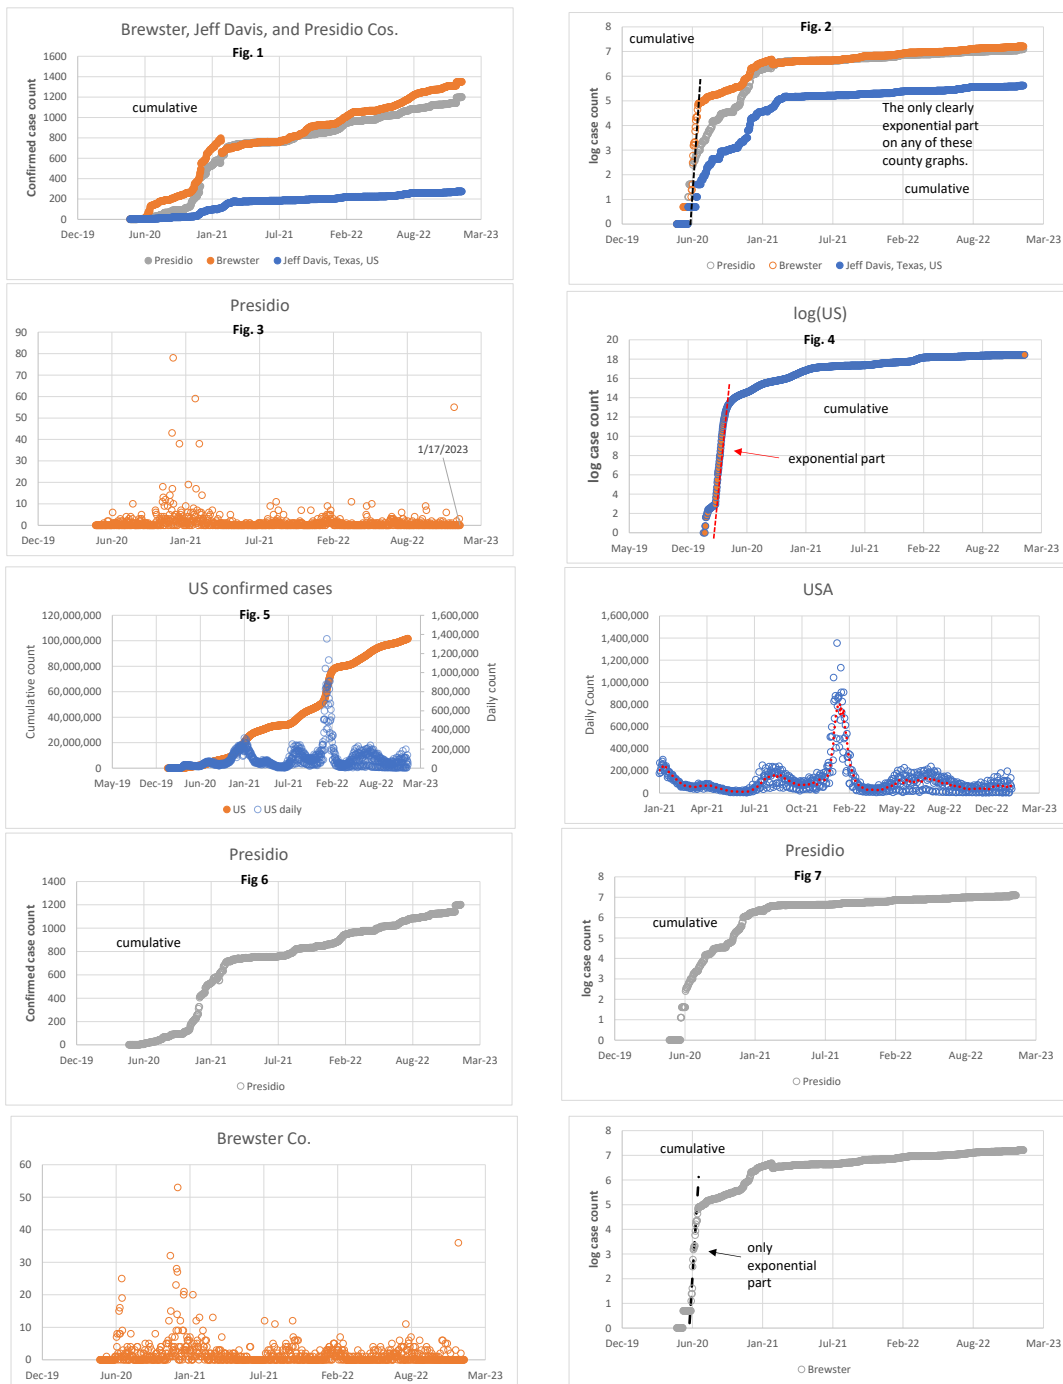 Brewster, Jeff Davis, and Presidio Cos.
Fig. 1
cumulative
Confirmed case count
1600
1400
1200
1000
800
600
400
200
0
Dec-19 Jun-20 Jan-21 Jul-21 Feb-22 Aug-22 Mar-23
Presidio Brewster Jeff Davis, Texas, US
Fig. 2
cumulative
log case count
8
7
6
5
4
3
2
1
0
The only clearly
exponential part
on any of these
county graphs.
cumulative
Dec-19 Jun-20 Jan-21 Jul-21 Feb-22 Aug-22 Mar-23
Presidio Brewster Jeff Davis, Texas, US
Presidio
Fig. 3
90
80
70
60
50
40
30
20
10
0
1/17/2023
Dec-19 Jun-20 Jan-21 Jul-21 Feb-22 Aug-22 Mar-23
log(US)
Fig. 4
log case count
20
18
16
14
12
10
8
6
4
2
0
cumulative
exponential part
May-19 Dec-19 Jun-20 Jan-21 Jul-21 Feb-22 Aug-22 Mar-23
US confirmed cases
Fig. 5
Cumulative count
120,000,000
100,000,000
80,000,000
60,000,000
40,000,000
20,000,000
0
1,600,000
1,400,000
1,200,000
1,000,000
800,000
600,000
400,000
200,000
0
Daily count
May-19 Dec-19 Jun-20 Jan-21 Jul-21 Feb-22 Aug-22 Mar-23
US US daily
USA
Daily Count
1,600,000
1,400,000
1,200,000
1,000,000
800,000
600,000
400,000
200,000
0
Jan-21 Apr-21 Jul-21 Oct-21 Feb-22 May-22 Aug-22 Dec-22 Mar-23
Presidio
Fig 6
cumulative
Confirmed case count
1400
1200
1000
800
600
400
200
0
Dec-19 Jun-20 Jan-21 Jul-21 Feb-22 Aug-22 Mar-23
Presidio
Presidio
Fig 7
cumulative
log case count
8
7
6
5
4
3
2
1
0
Dec-19 Jun-20 Jan-21 Jul-21 Feb-22 Aug-22 Mar-23
Presidio
Brewster Co.
60
50
40
30
20
10
0
Dec-19 Jun-20 Jan-21 Jul-21 Feb-22 Aug-22 Mar-23
cumulative
log case count
8
7
6
5
4
3
2
1
0
only
exponential
part
Dec-19 Jun-20 Jan-21 Jul-21 Feb-22 Aug-22 Mar-23
Brewster